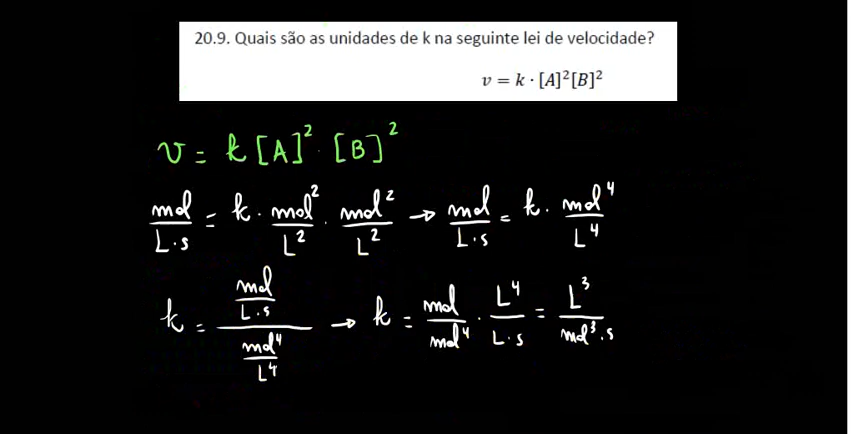 20.9. Quais são as unidades de k na seguinte lei de velocidade?
v = k · [A]²[B]²
v = k [A]² · [B]²
mol/L·s = k · mol²/L² · mol²/L² → mol/L·s = k · mol⁴/L⁴
k = (mol/L·s)/(mol⁴/L⁴) → k = mol/mol⁴ · L⁴/L·s = L³/mol³·s